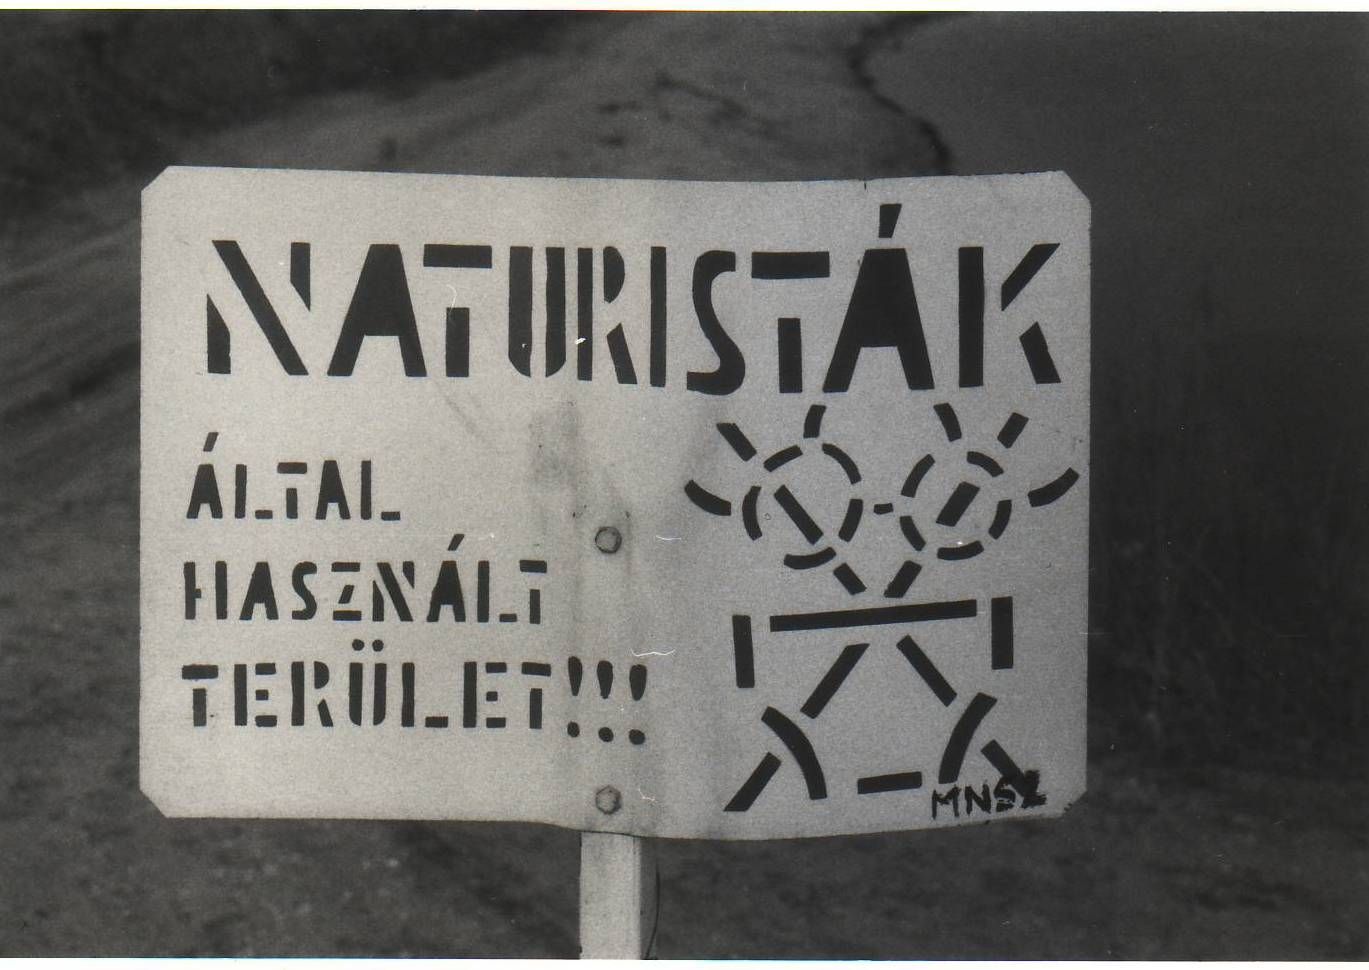 NATURISTÁK
ÁLTAL
HASZNÁLT
TERÜLET!!!
MNSZ